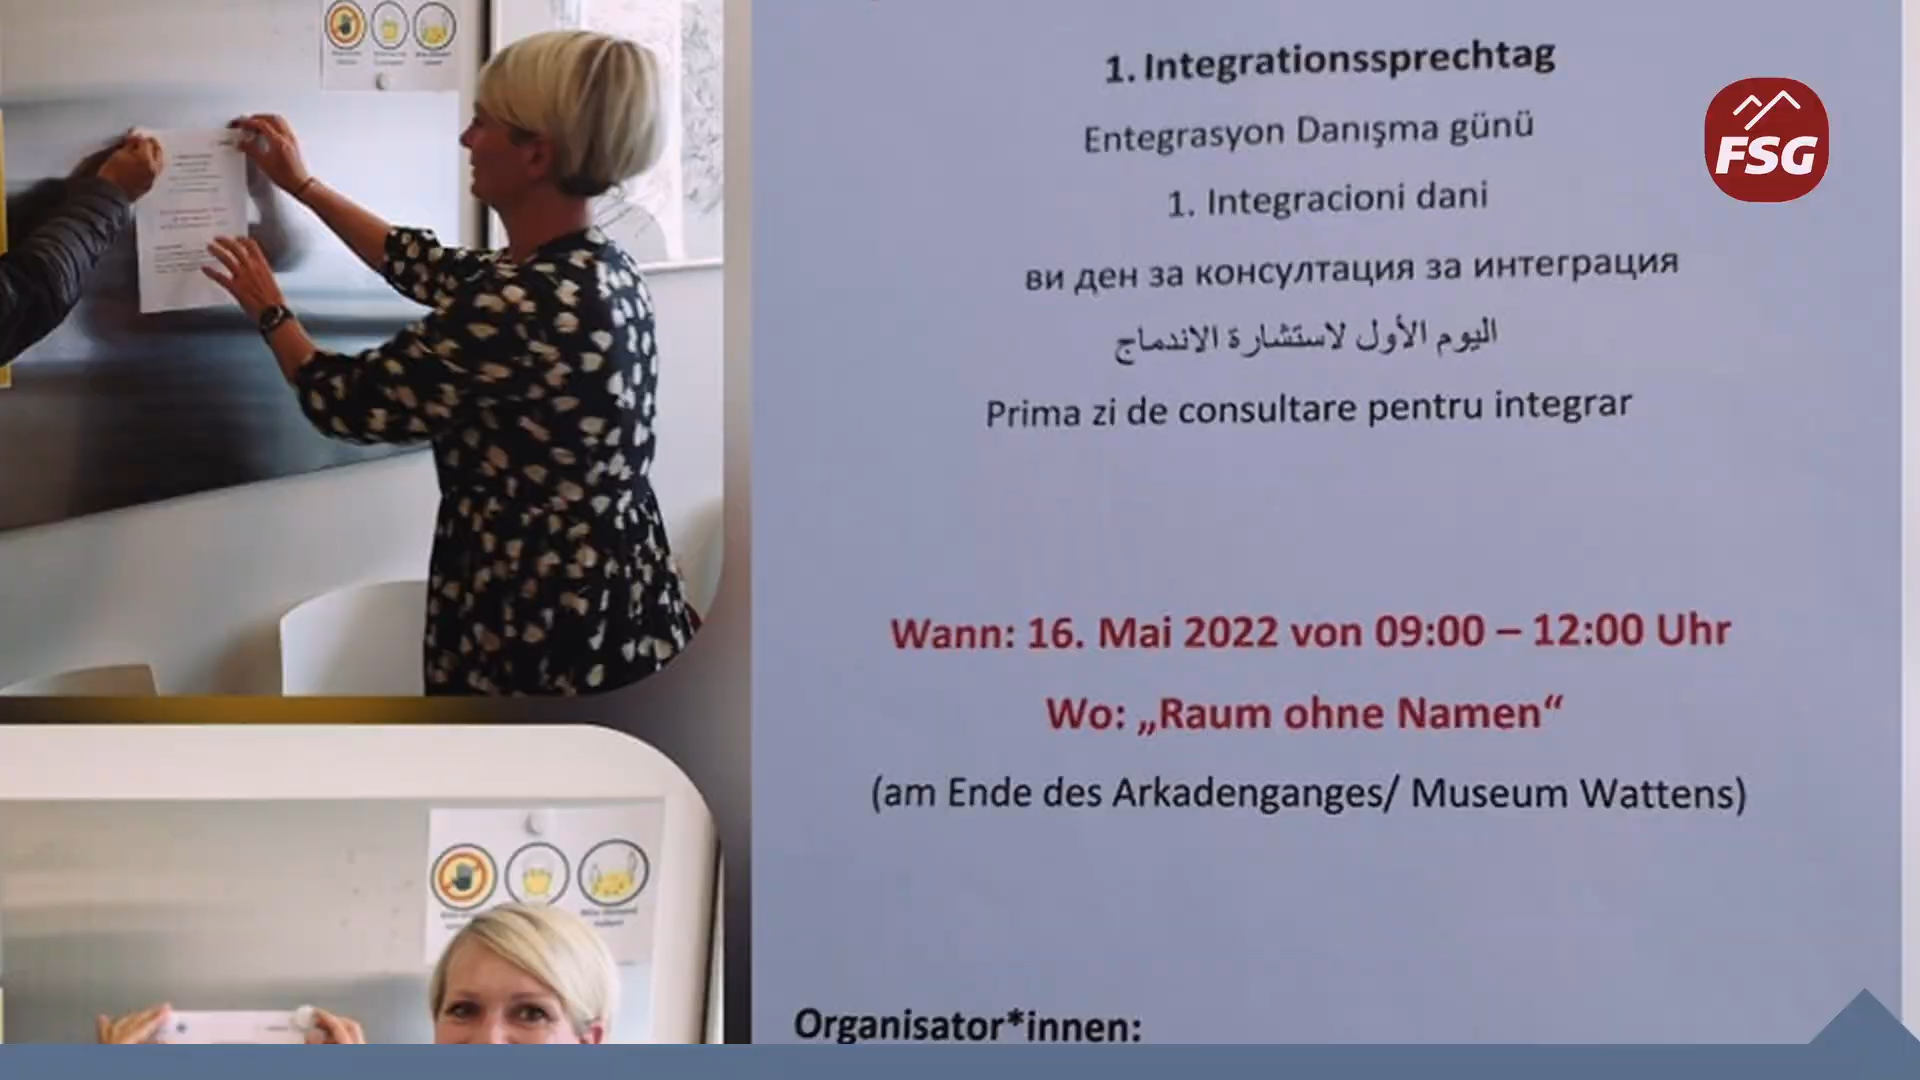 1. Integrationssprechtag
Entegrasyon Danışma günü
1. Integracioni dani
ви ден за консултация за интеграция
اليوم الأول لاستشارة الاندماج
Prima zi de consultare pentru integrar
Wann: 16. Mai 2022 von 09:00 – 12:00 Uhr
Wo: „Raum ohne Namen“
(am Ende des Arkadenganges/ Museum Wattens)
Organisator*innen:
FSG